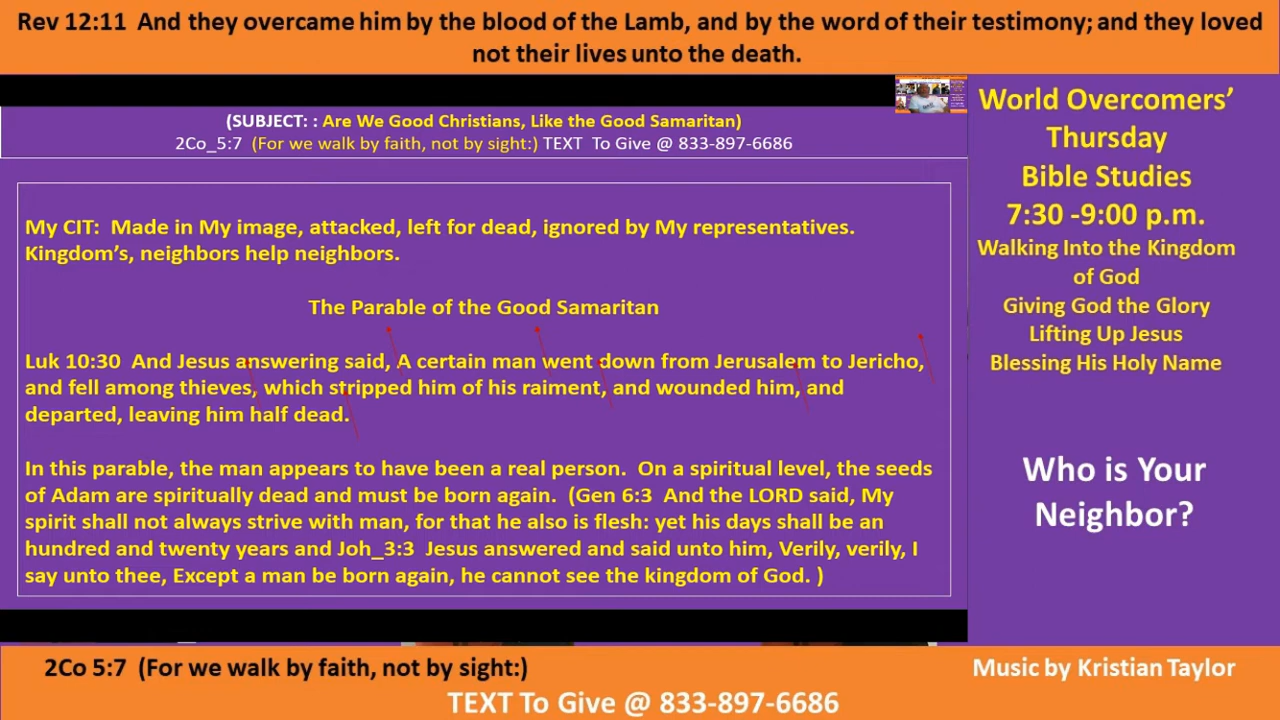 Rev 12:11  And they overcame him by the blood of the Lamb, and by the word of their testimony; and they loved
not their lives unto the death.
(SUBJECT: : Are We Good Christians, Like the Good Samaritan)
2Co_5:7  (For we walk by faith, not by sight:) TEXT  To Give @ 833-897-6686
My CIT:  Made in My image, attacked, left for dead, ignored by My representatives.
Kingdom's, neighbors help neighbors.
The Parable of the Good Samaritan
Luk 10:30  And Jesus answering said, A certain man went down from Jerusalem to Jericho,
and fell among thieves, which stripped him of his raiment, and wounded him, and
departed, leaving him half dead.
In this parable, the man appears to have been a real person.  On a spiritual level, the seeds
of Adam are spiritually dead and must be born again.  (Gen 6:3  And the LORD said, My
spirit shall not always strive with man, for that he also is flesh: yet his days shall be an
hundred and twenty years and Joh_3:3  Jesus answered and said unto him, Verily, verily, I
say unto thee, Except a man be born again, he cannot see the kingdom of God. )
World Overcomers’
Thursday
Bible Studies
7:30 -9:00 p.m.
Walking Into the Kingdom
of God
Giving God the Glory
Lifting Up Jesus
Blessing His Holy Name
Who is Your
Neighbor?
2Co 5:7  (For we walk by faith, not by sight:)
Music by Kristian Taylor
TEXT To Give @ 833-897-6686